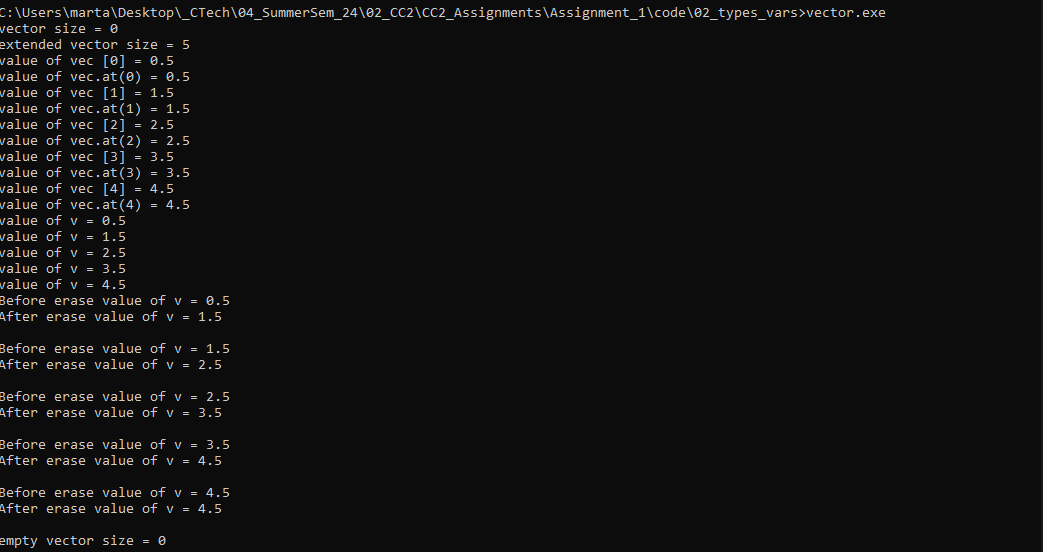 C:\Users\marta\Desktop\_CTech\04_SummerSem_24\02_CC2\CC2_Assignments\Assignment_1\code\02_types_vars>vector.exe
vector size = 0
extended vector size = 5
value of vec [0] = 0.5
value of vec.at(0) = 0.5
value of vec [1] = 1.5
value of vec.at(1) = 1.5
value of vec [2] = 2.5
value of vec.at(2) = 2.5
value of vec [3] = 3.5
value of vec.at(3) = 3.5
value of vec [4] = 4.5
value of vec.at(4) = 4.5
value of v = 0.5
value of v = 1.5
value of v = 2.5
value of v = 3.5
value of v = 4.5
Before erase value of v = 0.5
After erase value of v = 1.5
Before erase value of v = 1.5
After erase value of v = 2.5
Before erase value of v = 2.5
After erase value of v = 3.5
Before erase value of v = 3.5
After erase value of v = 4.5
Before erase value of v = 4.5
After erase value of v = 4.5
empty vector size = 0